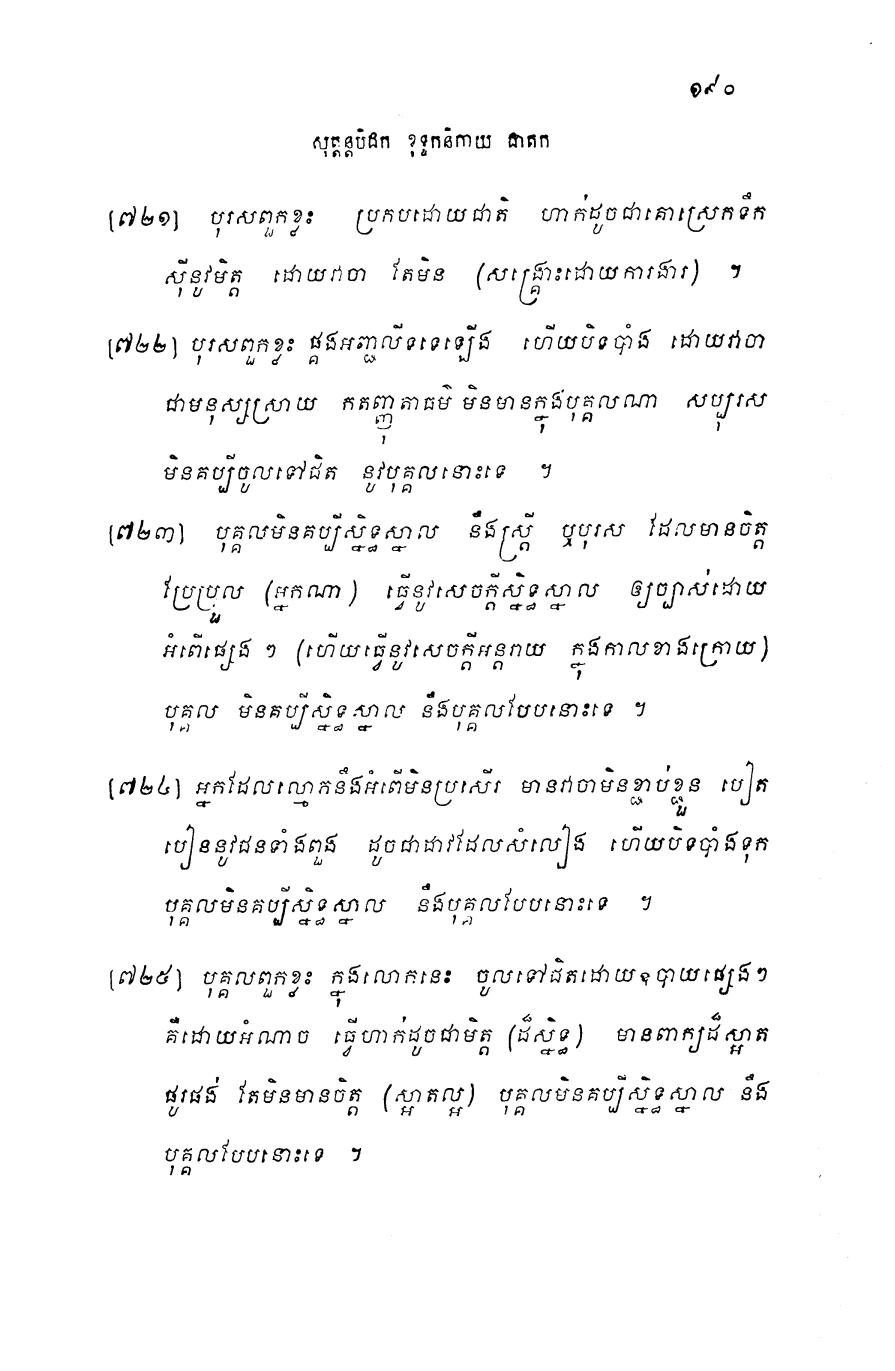 ១៩០
សុត្តន្តបិដក ខុទ្ទកនិកាយ ជាតក
[៧២១] បុរសពួកខ្លះ ប្រកបដោយជាតិ ហាក់ដូចជាគោស្រេកទឹក
ស៊ីនូវមិត្ត ដោយវាចា តែមិន (សង្គ្រោះដោយការងារ) ។
[៧២២] បុរសពួកខ្លះ ផ្គងអញ្ជលីទទេឡើង ហើយបិទបាំង ដោយវាចា
ជាមនុស្សស្រាយ កតញ្ញុតាធម៌ មិនមានក្នុងបុគ្គលណា សប្បុរស
មិនគប្បីចូលទៅជិត នូវបុគ្គលនោះទេ ។
[៧២៣] បុគ្គលមិនគប្បីស្និទ្ធស្នាល នឹងស្ត្រី ឬបុរស ដែលមានចិត្ត
ប្រែប្រួល (អ្នកណា) ធ្វើនូវសេចក្តីស្និទ្ធស្នាល ឲ្យច្បាស់ដោយ
អំពើផ្សេង ៗ (ហើយធ្វើនូវសេចក្តីអន្តរាយ ក្នុងកាលខាងក្រោយ)
បុគ្គល មិនគប្បីស្និទ្ធស្នាល នឹងបុគ្គលបែបនោះទេ ។
[៧២៤] អ្នកដែលល្មោកនឹងអំពើមិនប្រសើរ មានវាចាមិនខ្ជាប់ខ្ជួន បៀត
បៀននូវជនទាំងពួង ដូចជាដាវដែលសំលៀង ហើយបិទបាំងទុក
បុគ្គលមិនគប្បីស្និទ្ធស្នាល នឹងបុគ្គលបែបនោះទេ ។
[៧២៥] បុគ្គលពួកខ្លះ ក្នុងលោកនេះ ចូលទៅជិតដោយឧបាយផ្សេងៗ
គឺដោយអំណាច ធ្វើហាក់ដូចជាមិត្ត (ដ៏ស្និទ្ធ) មានពាក្យដ៏ស្អាត
ផូរផង់ តែមិនមានចិត្ត (ស្អាតល្អ) បុគ្គលមិនគប្បីស្និទ្ធស្នាល នឹង
បុគ្គលបែបនោះទេ ។